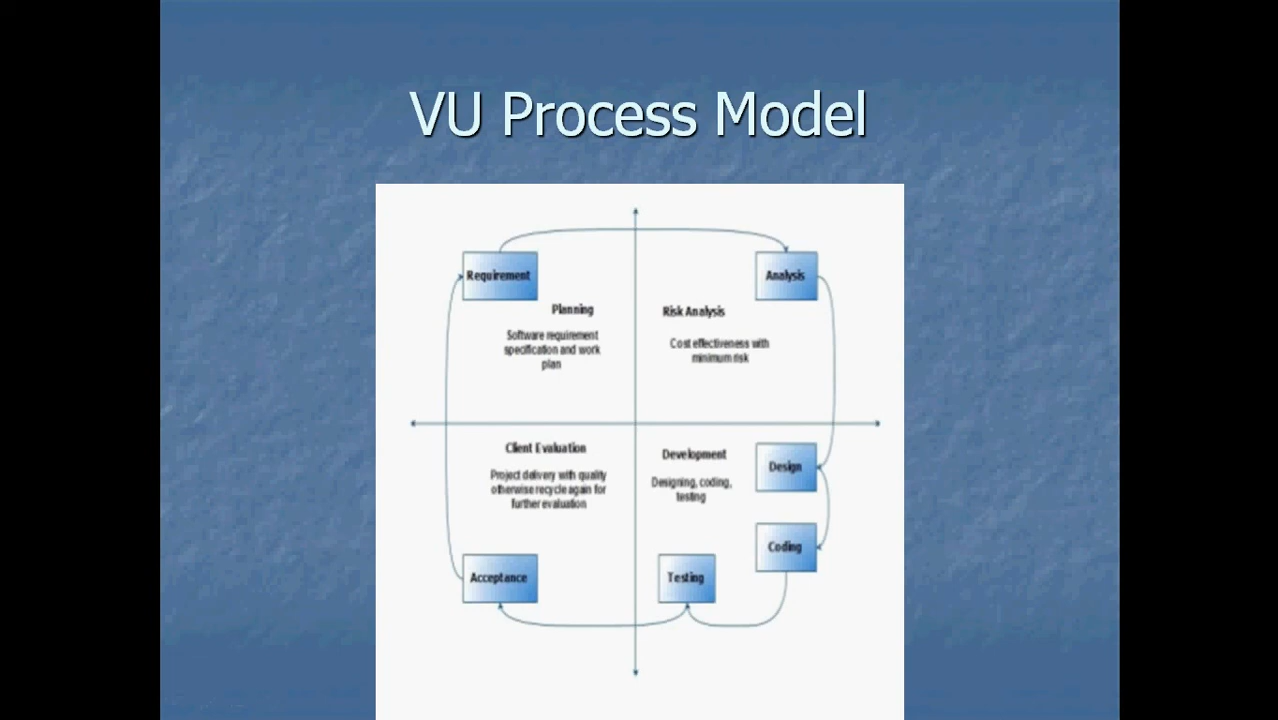 VU Process Model
Requirement
Analysis
Planning
Software requirement
specification and work
plan
Risk Analysis
Cost effectiveness with
minimum risk
Client Evaluation
Project delivery with quality
otherwise recycle again for
further evaluation
Development
Designing, coding,
testing
Design
Coding
Acceptance
Testing